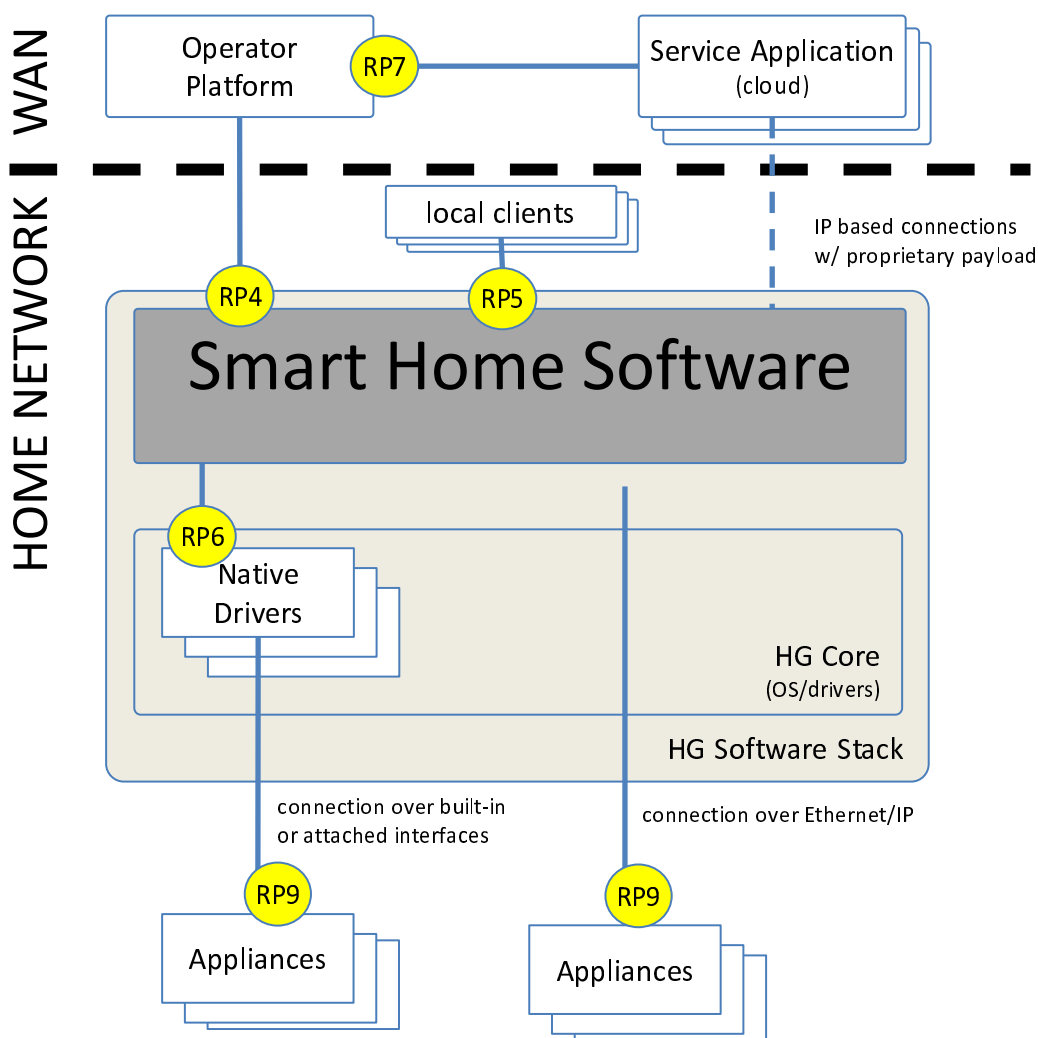 WAN
Operator
Platform
RP7
Service Application
(cloud)
HOME NETWORK
local clients
IP based connections
w/ proprietary payload
RP4
RP5
Smart Home Software
RP6
Native
Drivers
HG Core
(OS/drivers)
HG Software Stack
connection over built-in
or attached interfaces
connection over Ethernet/IP
RP9
RP9
Appliances
Appliances